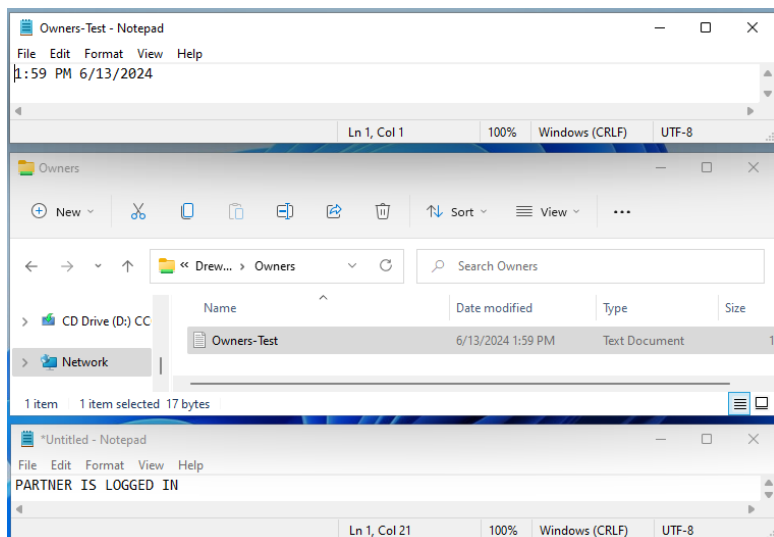 Owners-Test - Notepad
File Edit Format View Help
1:59 PM 6/13/2024
Ln 1, Col 1 100% Windows (CRLF) UTF-8
Owners
New Sort View
« Drew... › Owners Search Owners
Name Date modified Type Size
CD Drive (D:) CC
Owners-Test 6/13/2024 1:59 PM Text Document 1
Network
1 item 1 item selected 17 bytes
*Untitled - Notepad
File Edit Format View Help
PARTNER IS LOGGED IN
Ln 1, Col 21 100% Windows (CRLF) UTF-8